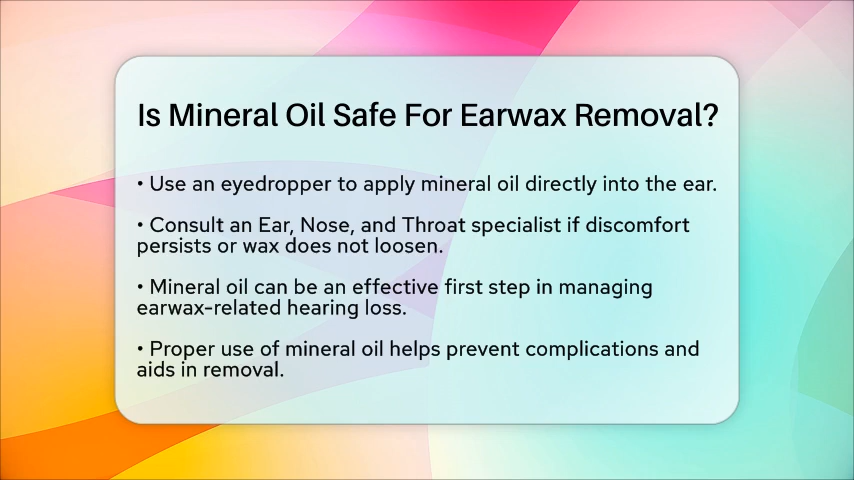 Is Mineral Oil Safe For Earwax Removal?
• Use an eyedropper to apply mineral oil directly into the ear.
• Consult an Ear, Nose, and Throat specialist if discomfort
persists or wax does not loosen.
• Mineral oil can be an effective first step in managing
earwax-related hearing loss.
• Proper use of mineral oil helps prevent complications and
aids in removal.